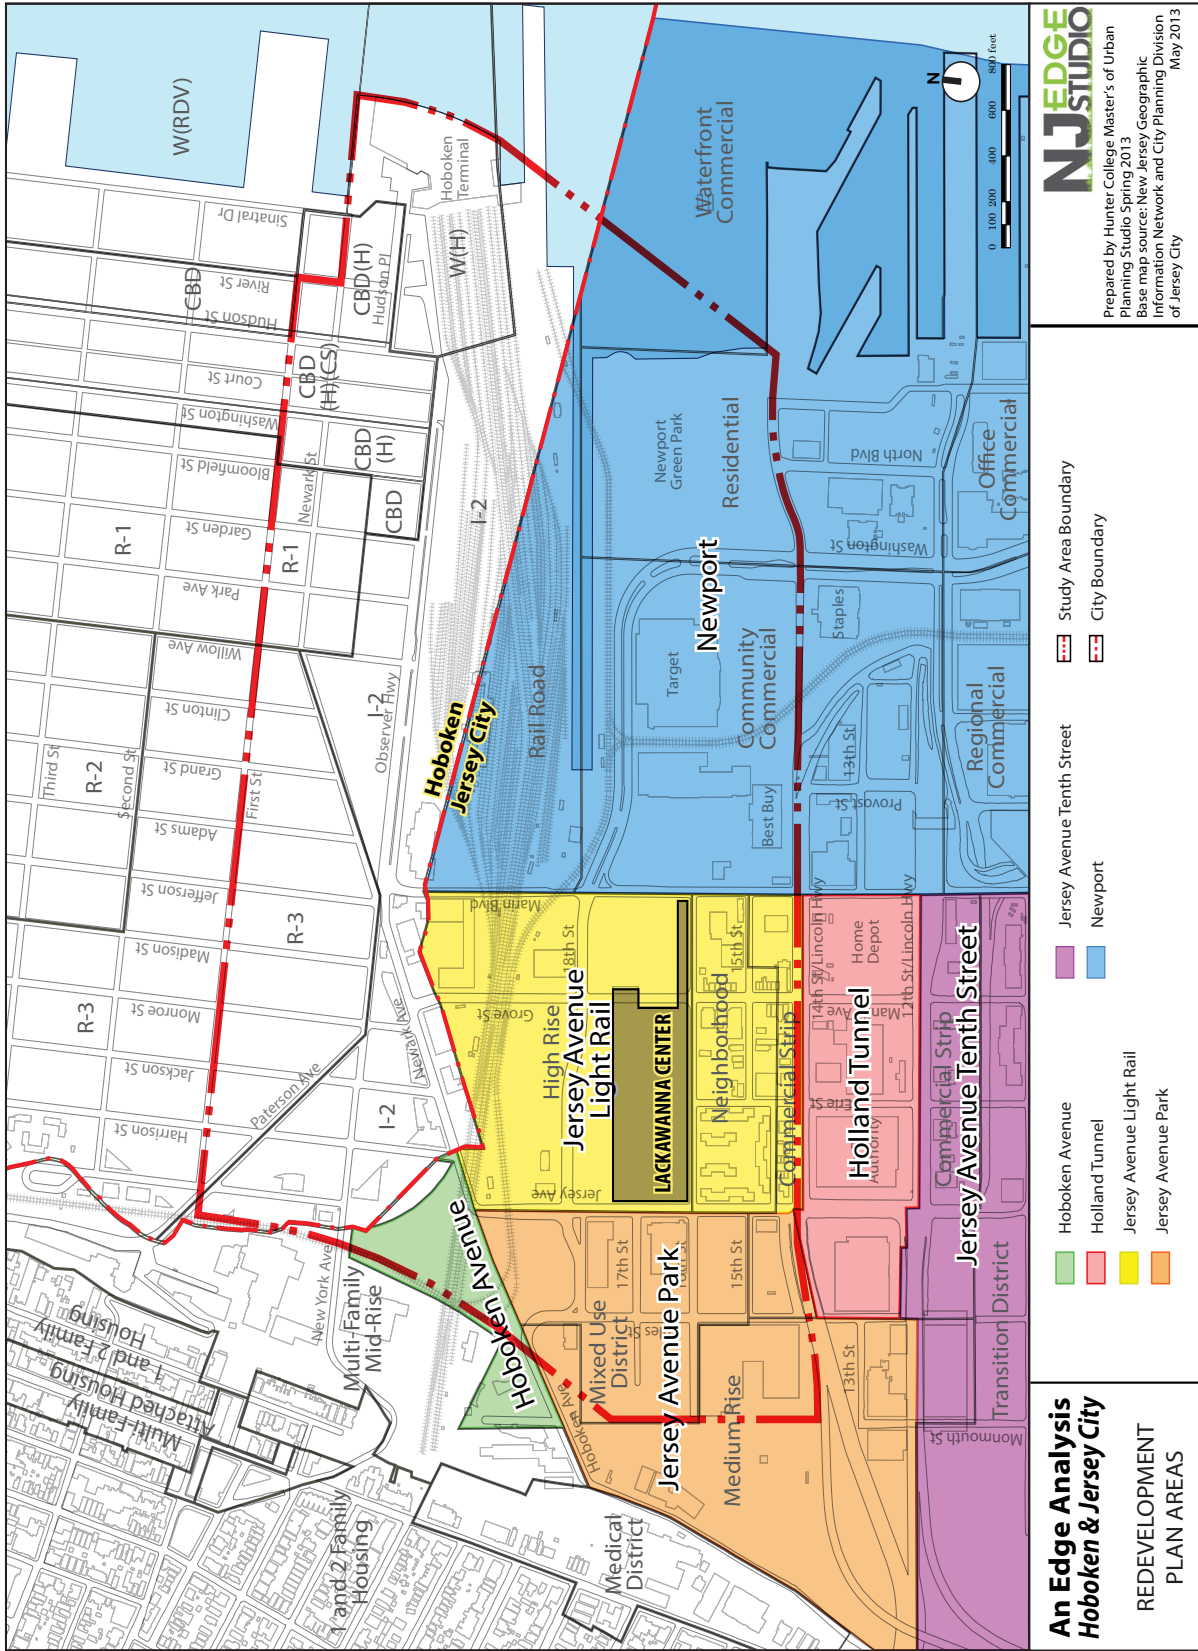 W(RDV)
Sinatral Dr
River St
CBD
Hudson St
Court St
Washington St
Bloomfield St
Garden St
Park Ave
Willow Ave
Clinton St
Grand St
Adams St
Jefferson St
Madison St
Monroe St
Jackson St
Harrison St
Third St
Second St
First St
R-1
R-2
R-3
R-3
R-1
Newark St
CBD
(H)
CBD
(H)(CS)
CBD(H)
Hudson Pl
Hoboken
Terminal
W(H)
CBD
I-2
I-2
I-2
Observer Hwy
Newark Ave
Paterson Ave
New York Ave
Multi-Family
Mid-Rise
1 and 2 Family
Housing
Multi-Family
Attached Housing
1 and 2 Family
Housing
Medical
District
Hoboken
Jersey City
Rail Road
Waterfront
Commercial
Newport
Green Park
Residential
Newport
Target
Community
Commercial
Best Buy
Staples
13th St
Provost St
Washington St
North Blvd
Office
Commercial
Regional
Commercial
Marin Blvd
18th St
Grove St
High Rise
Jersey Avenue
Light Rail
LACKAWANNA CENTER
Jersey Ave
Neighborhood
15th St
Commercial Strip
14th St/Lincoln Hwy
Home
Depot
12th St/Lincoln Hwy
Erie St
Holland Tunnel
Authority
Commercial Strip
Jersey Avenue Tenth Street
Transition District
Monmouth St
Hoboken Avenue
Hoboken Ave
Mixed Use
District
17th St
15th St
Jersey Avenue Park
Medium Rise
13th St
N
0 100 200 400 600 800 feet
An Edge Analysis
Hoboken & Jersey City
REDEVELOPMENT
PLAN AREAS
Hoboken Avenue
Holland Tunnel
Jersey Avenue Light Rail
Jersey Avenue Park
Jersey Avenue Tenth Street
Newport
Study Area Boundary
City Boundary
NJEDGE
STUDIO
Prepared by Hunter College Master's of Urban
Planning Studio Spring 2013
Base map source: New Jersey Geographic
Information Network and City Planning Division
of Jersey City May 2013